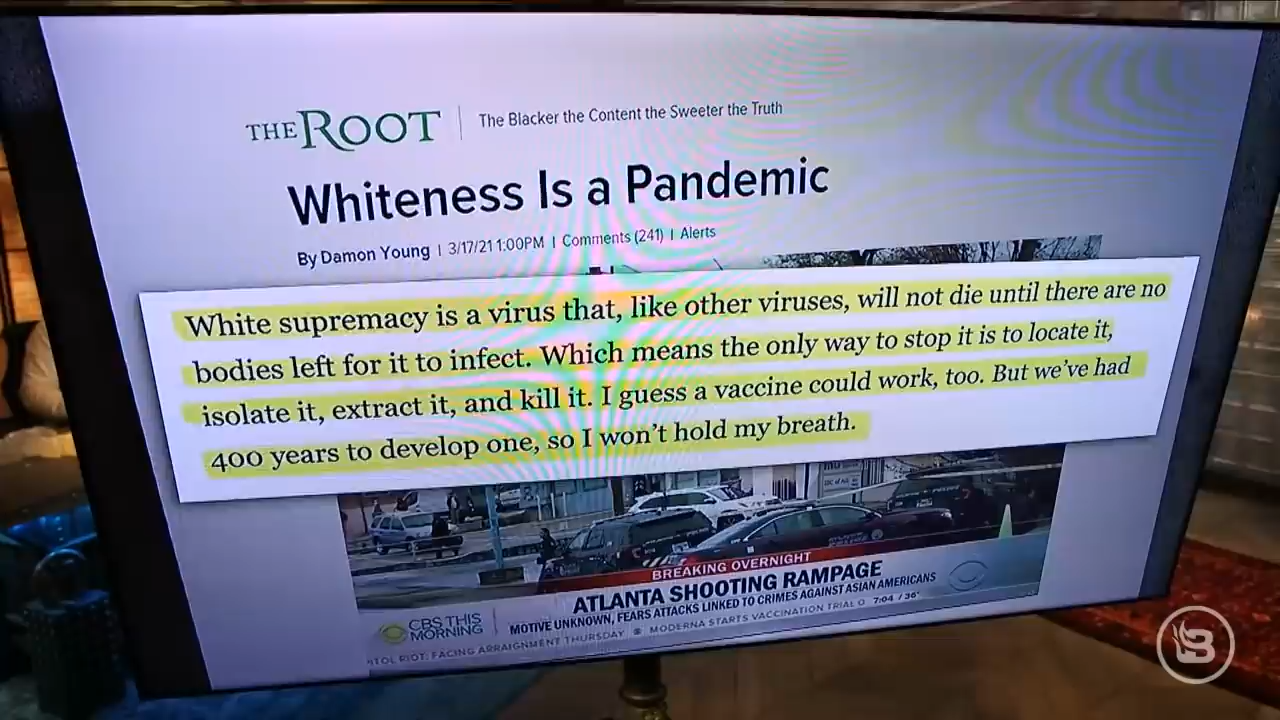 THE ROOT | The Blacker the Content the Sweeter the Truth
Whiteness Is a Pandemic
By Damon Young | 3/17/21 1:00PM | Comments (241) | Alerts
White supremacy is a virus that, like other viruses, will not die until there are no
bodies left for it to infect. Which means the only way to stop it is to locate it,
isolate it, extract it, and kill it. I guess a vaccine could work, too. But we've had
400 years to develop one, so I won't hold my breath.
BREAKING OVERNIGHT
ATLANTA SHOOTING RAMPAGE
MOTIVE UNKNOWN, FEARS ATTACKS LINKED TO CRIMES AGAINST ASIAN AMERICANS
CBS THIS
MORNING
RIOT: FACING ARRAIGNMENT THURSDAY MODERNA STARTS VACCINATION TRIAL O 7:04 / 36°
B